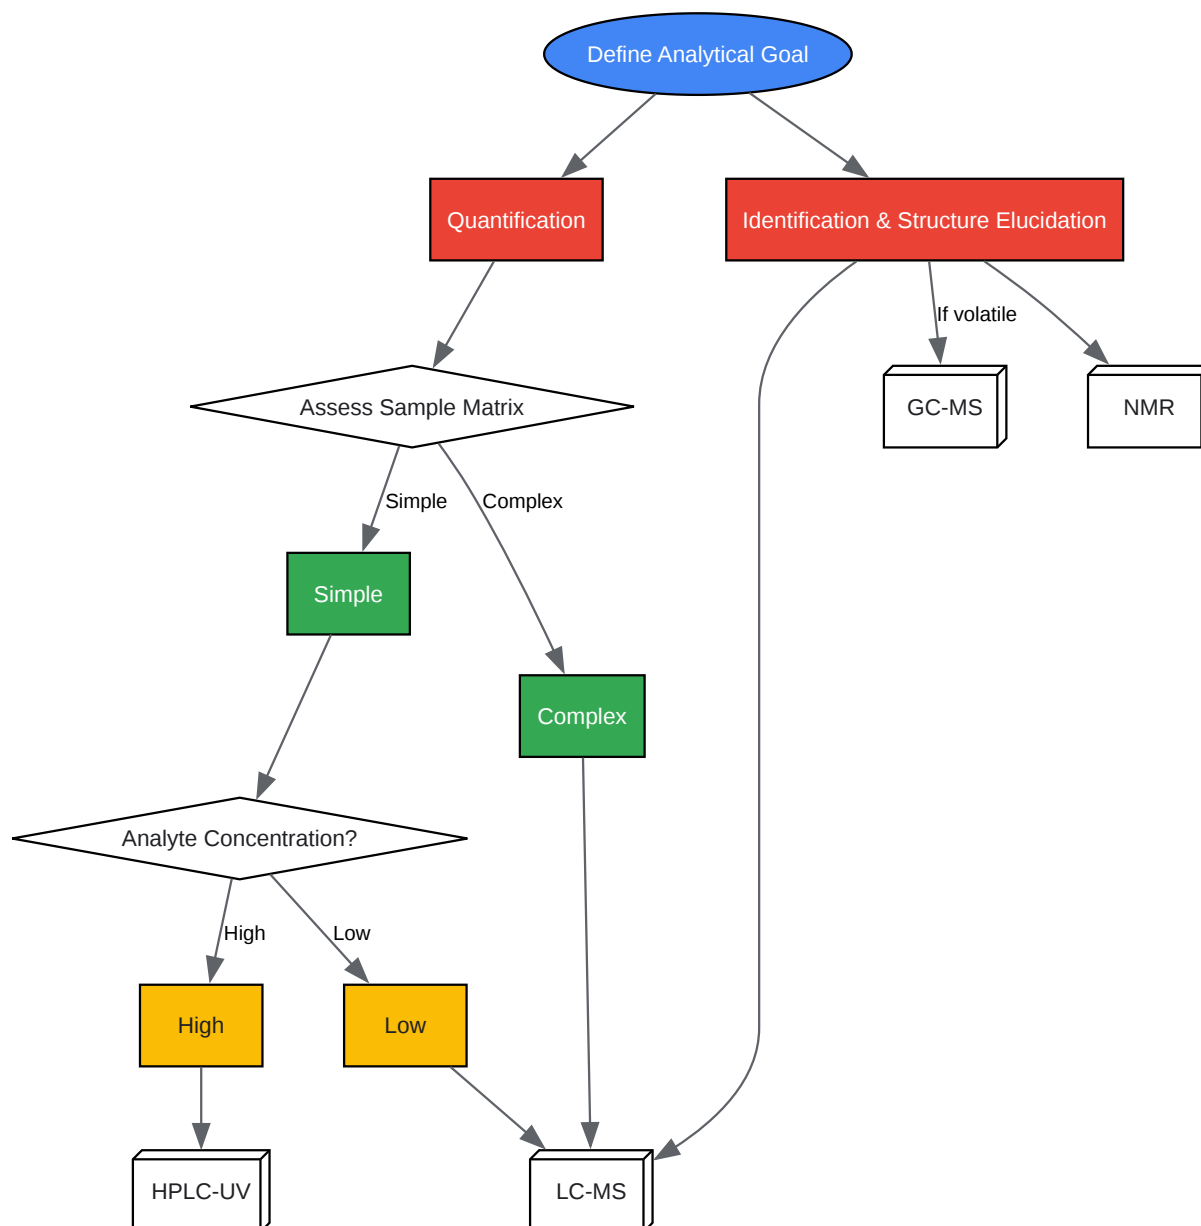 Define Analytical Goal
Quantification
Identification & Structure Elucidation
If volatile
Assess Sample Matrix
GC-MS
NMR
Simple
Complex
Simple
Complex
Analyte Concentration?
High
Low
High
Low
HPLC-UV
LC-MS